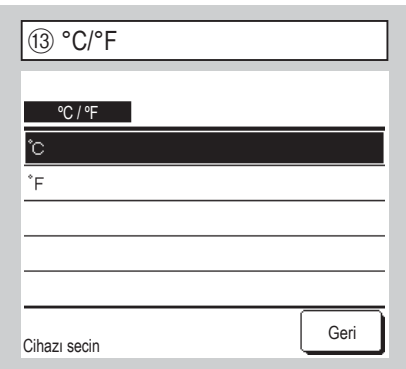 ⑬ °C/°F
°C / °F
°C
°F
Geri
Cihazı secin